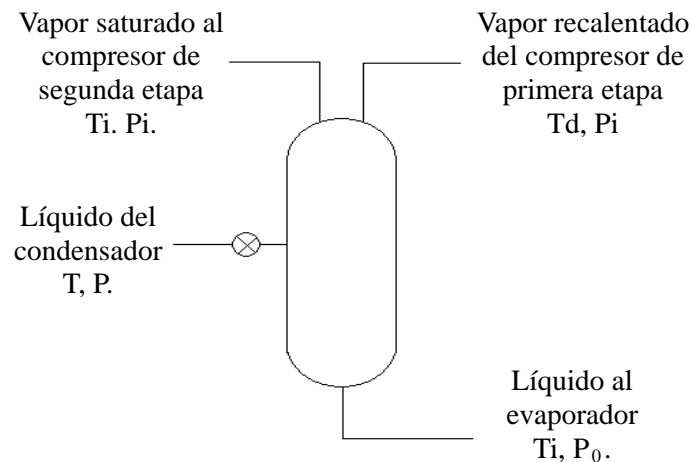 Vapor saturado al
compresor de
segunda etapa
Ti. Pi.
Vapor recalentado
del compresor de
primera etapa
Td, Pi
Líquido del
condensador
T, P.
Líquido al
evaporador
Ti, P₀.